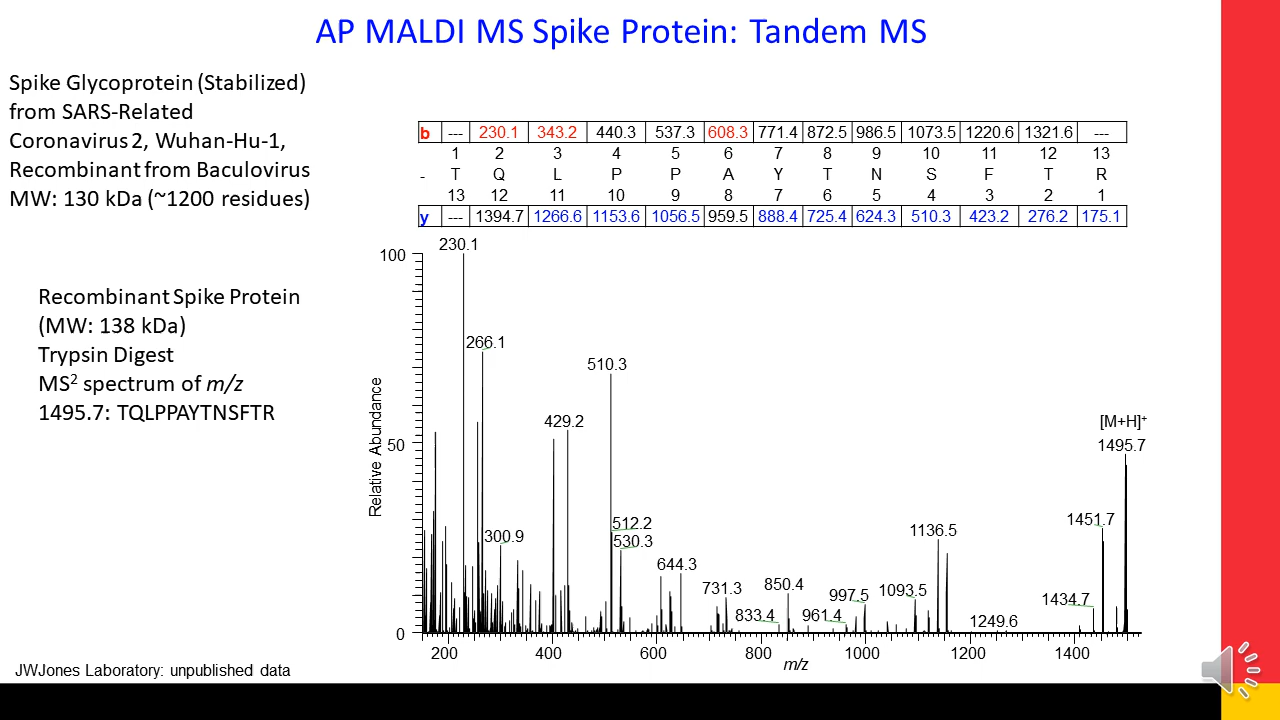 AP MALDI MS Spike Protein: Tandem MS
Spike Glycoprotein (Stabilized)
from SARS-Related
Coronavirus 2, Wuhan-Hu-1,
Recombinant from Baculovirus
MW: 130 kDa (~1200 residues)
Recombinant Spike Protein
(MW: 138 kDa)
Trypsin Digest
MS² spectrum of m/z
1495.7: TQLPPAYTNSFTR
b --- 230.1 343.2 440.3 537.3 608.3 771.4 872.5 986.5 1073.5 1220.6 1321.6 ---
1 2 3 4 5 6 7 8 9 10 11 12 13
- T Q L P P A Y T N S F T R
13 12 11 10 9 8 7 6 5 4 3 2 1
y --- 1394.7 1266.6 1153.6 1056.5 959.5 888.4 725.4 624.3 510.3 423.2 276.2 175.1
230.1
100
266.1
510.3
429.2
[M+H]⁺
1495.7
50
Relative Abundance
1451.7
512.2
1136.5
300.9
530.3
644.3
731.3
850.4
1093.5
997.5
1434.7
833.4
961.4
1249.6
0
200 400 600 800 1000 1200 1400
m/z
JWJones Laboratory: unpublished data